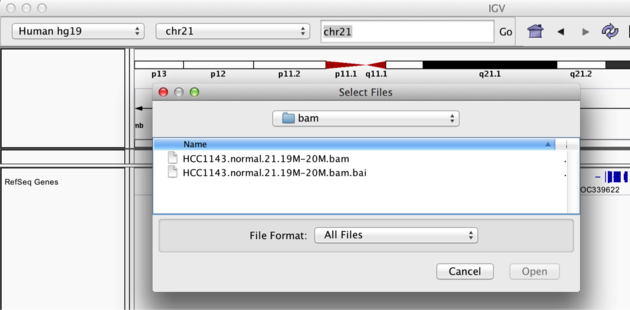 IGV
Human hg19 chr21 chr21 Go
p13 p12 p11.2 p11.1 q11.1 q21.1 q21.2
Select Files
bam
nb
Name
HCC1143.normal.21.19M-20M.bam
HCC1143.normal.21.19M-20M.bam.bai
RefSeq Genes
OC339622
File Format: All Files
Cancel Open